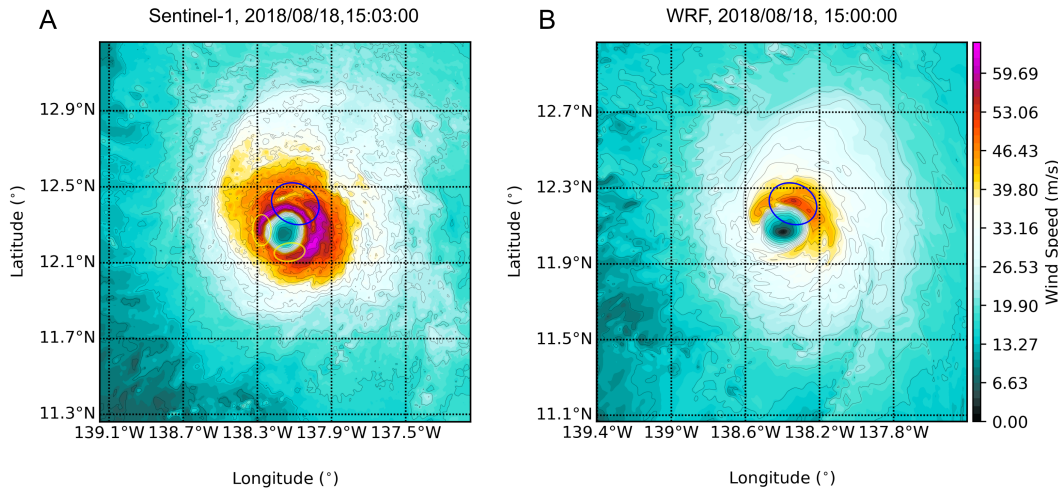 A
Sentinel-1, 2018/08/18,15:03:00
Latitude (°)
12.9°N
12.5°N
12.1°N
11.7°N
11.3°N
139.1°W 138.7°W 138.3°W 137.9°W 137.5°W
Longitude (°)
B
WRF, 2018/08/18, 15:00:00
Latitude (°)
12.7°N
12.3°N
11.9°N
11.5°N
11.1°N
139.4°W 139°W 138.6°W 138.2°W 137.8°W
Longitude (°)
59.69
53.06
46.43
39.80
33.16
26.53
19.90
13.27
6.63
0.00
Wind Speed (m/s)